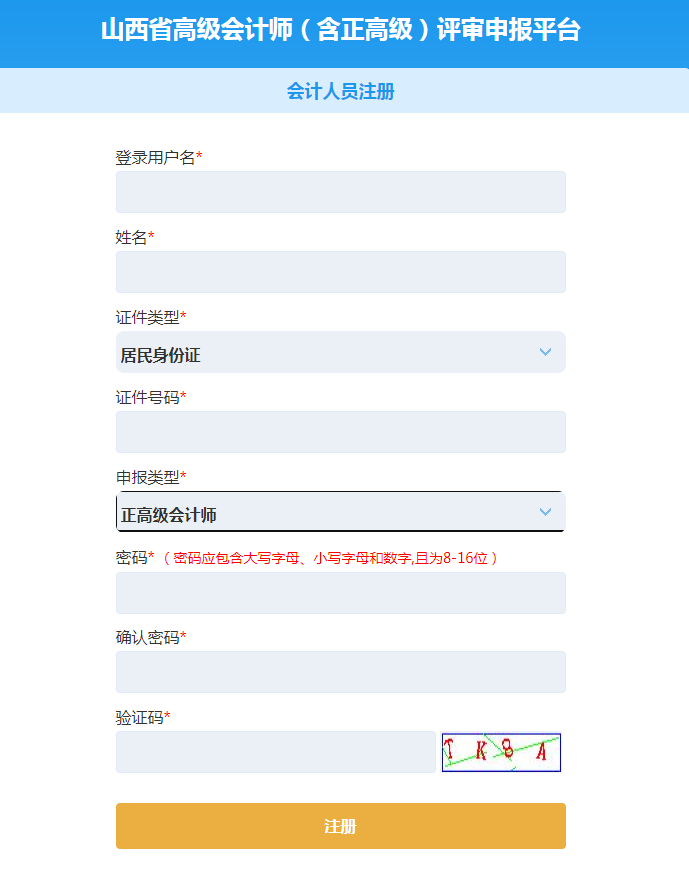 山西省高级会计师（含正高级）评审申报平台
会计人员注册
登录用户名*
姓名*
证件类型*
居民身份证
证件号码*
申报类型*
正高级会计师
密码*（密码应包含大写字母、小写字母和数字,且为8-16位）
确认密码*
验证码*
TK8A
注册